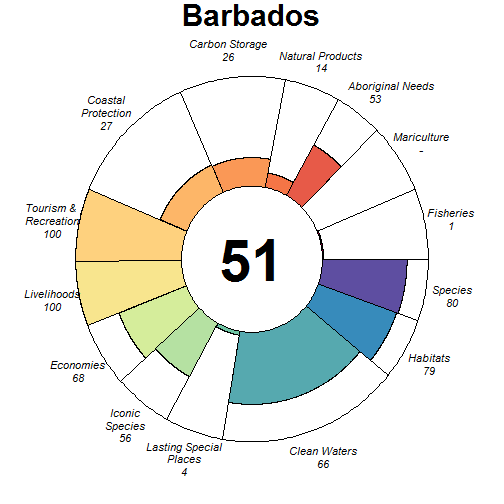 Barbados
Carbon Storage
26
Natural Products
14
Aboriginal Needs
53
Mariculture
-
Fisheries
1
Species
80
Habitats
79
Clean Waters
66
Lasting Special
Places
4
Iconic
Species
56
Economies
68
Livelihoods
100
Tourism &
Recreation
100
Coastal
Protection
27
51